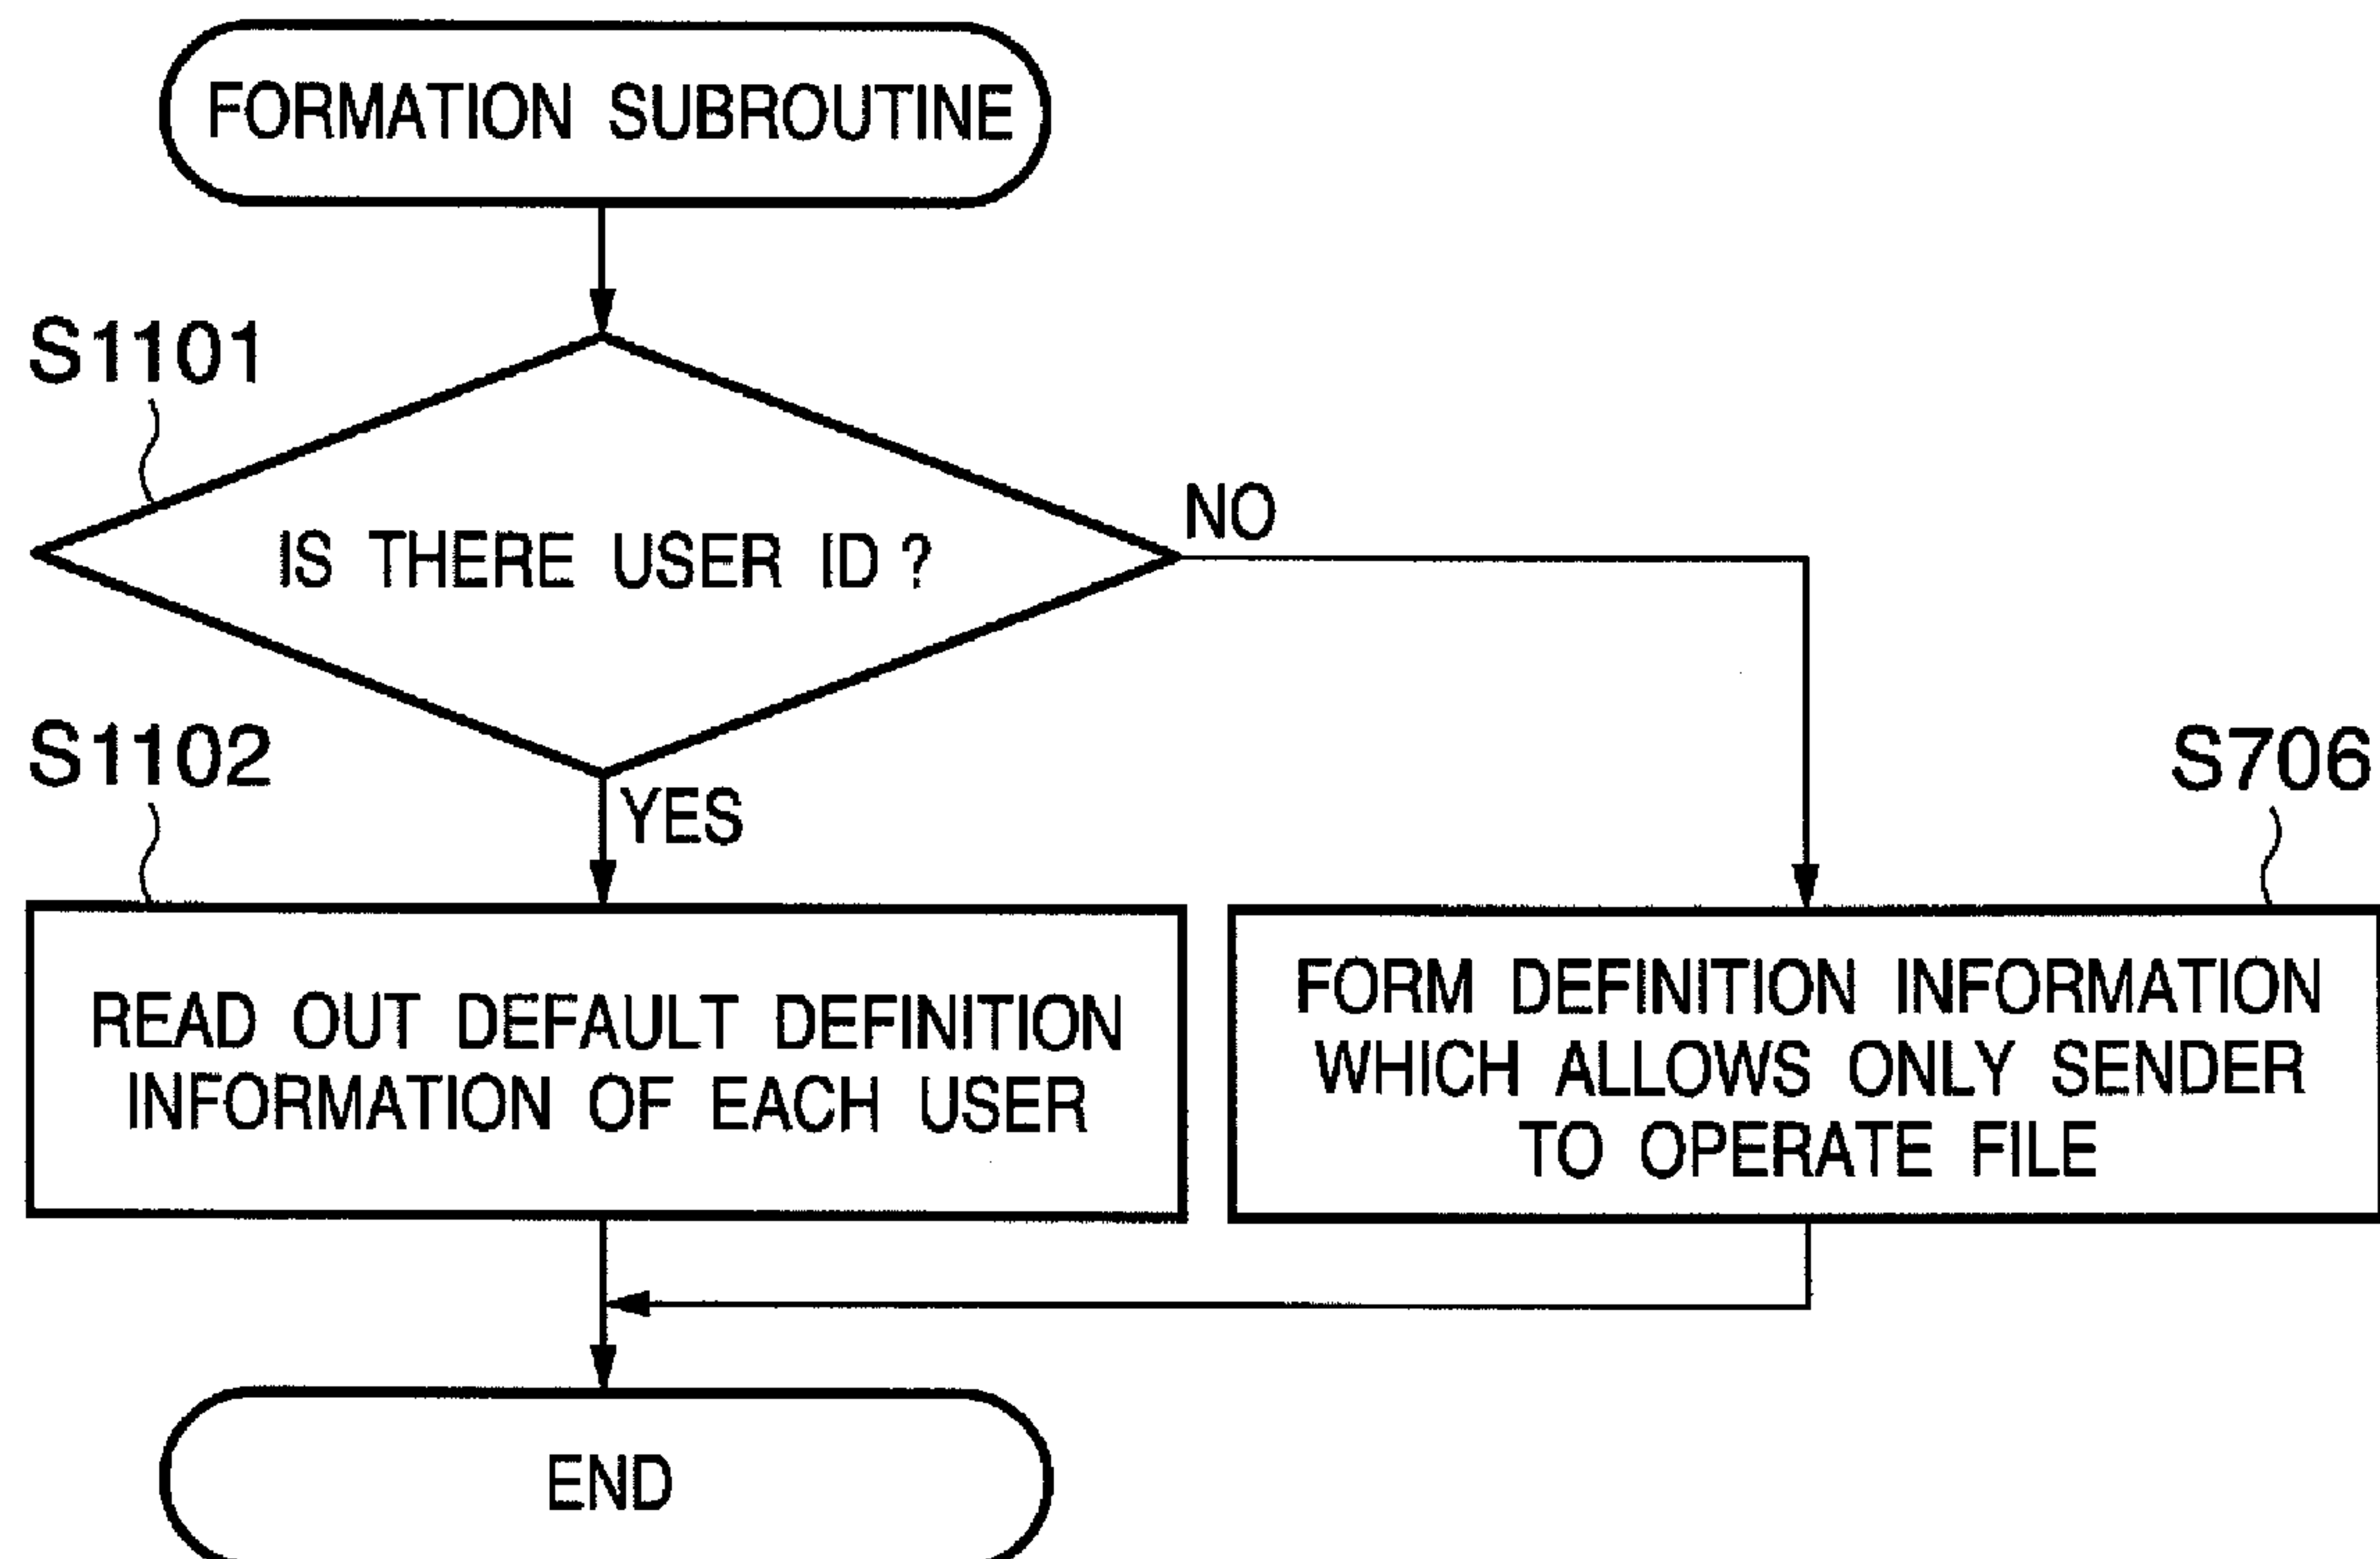 FORMATION SUBROUTINE
S1101
IS THERE USER ID ?
NO
S1102
YES
S706
READ OUT DEFAULT DEFINITION
INFORMATION OF EACH USER
FORM DEFINITION INFORMATION
WHICH ALLOWS ONLY SENDER
TO OPERATE FILE
END